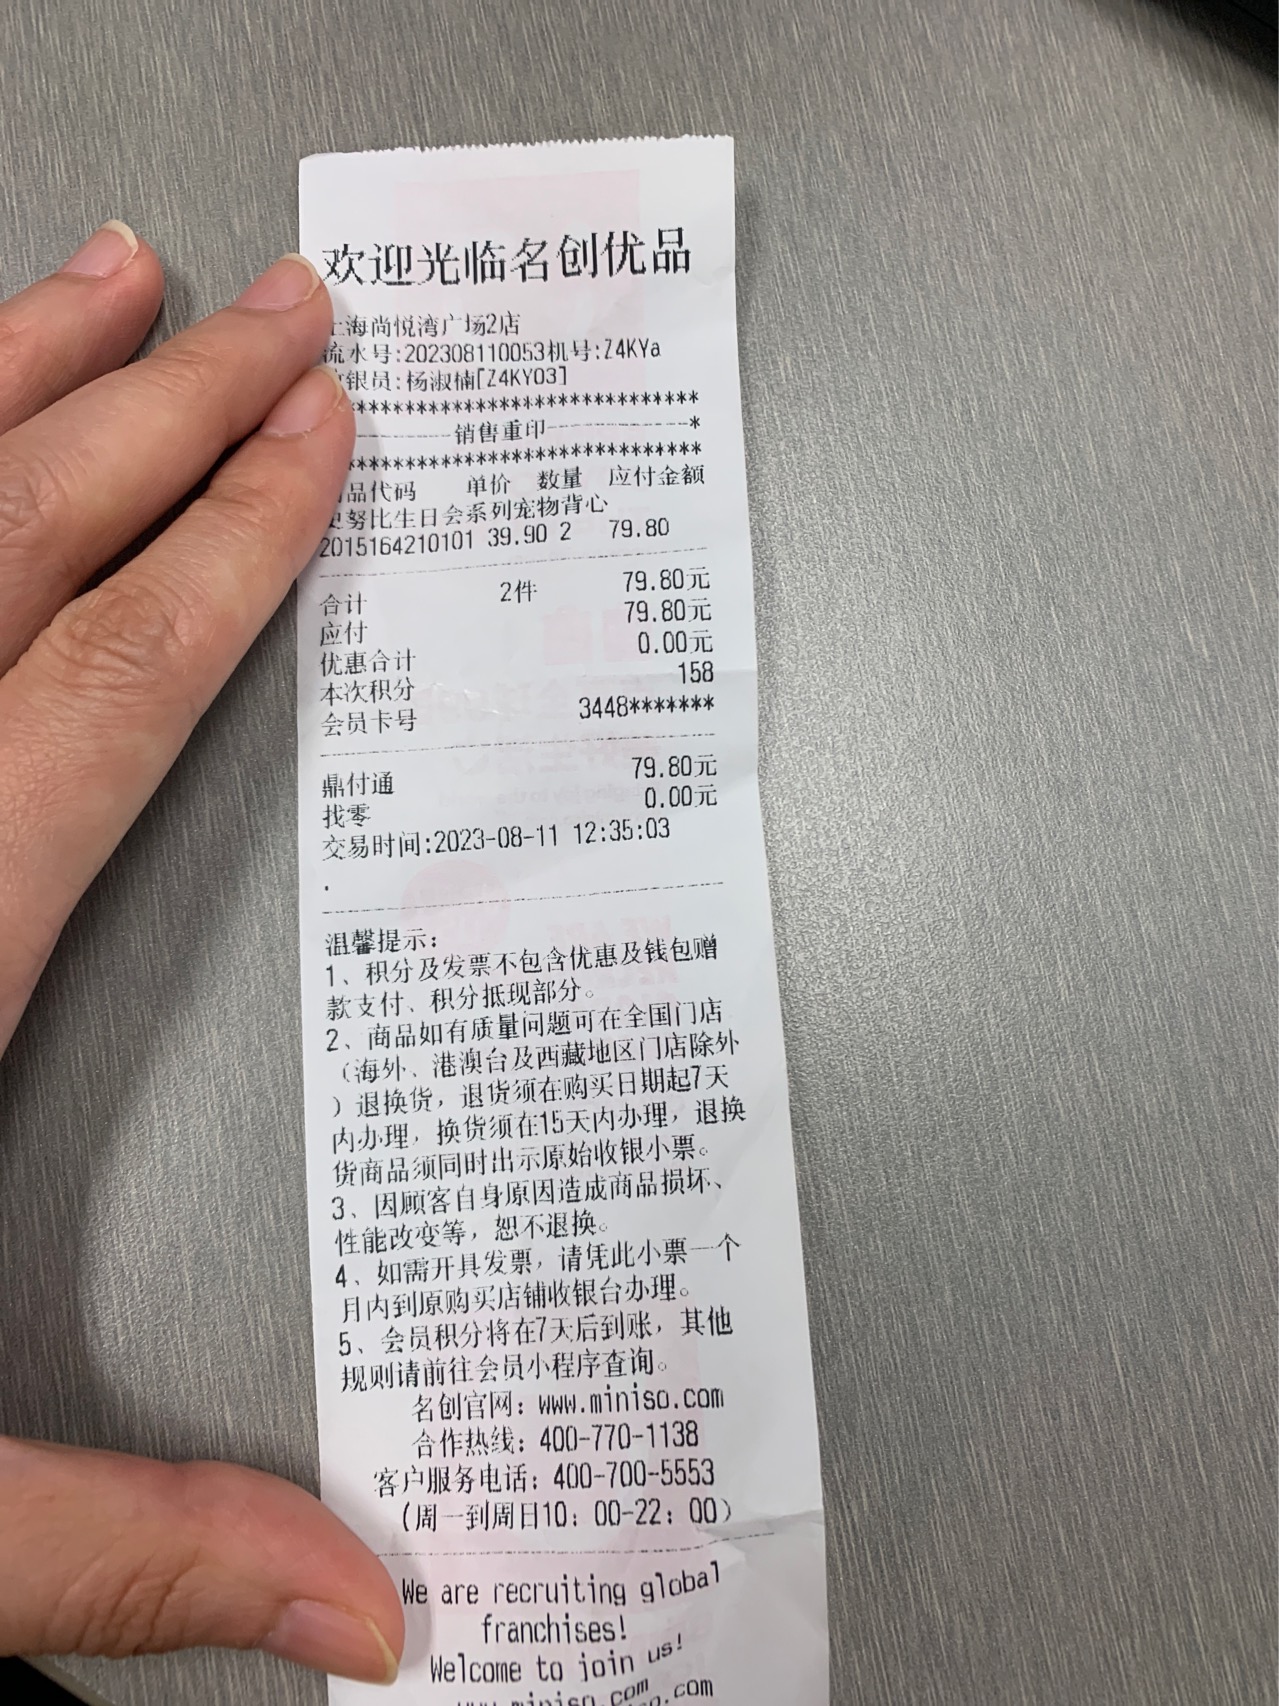 欢迎光临名创优品
上海尚悦湾广场2店
流水号:202308110053机号:Z4KYa
银员:杨淑楠[Z4KY03]
******************************
销售重印----------*
******************************
品代码 单价 数量 应付金额
史努比生日会系列宠物背心
2015164210101 39.90 2 79.80
合计 2件 79.80元
应付 79.80元
优惠合计 0.00元
本次积分 158
会员卡号 3448*******
鼎付通 79.80元
找零 0.00元
交易时间:2023-08-11 12:35:03
.
温馨提示:
1、积分及发票不包含优惠及钱包赠
款支付、积分抵现部分。
2、商品如有质量问题可在全国门店
(海外、港澳台及西藏地区门店除外
)退换货,退货须在购买日期起7天
内办理,换货须在15天内办理,退换
货商品须同时出示原始收银小票。
3、因顾客自身原因造成商品损坏、
性能改变等,恕不退换。
4、如需开具发票,请凭此小票一个
月内到原购买店铺收银台办理。
5、会员积分将在7天后到账,其他
规则请前往会员小程序查询。
名创官网: www.miniso.com
合作热线: 400-770-1138
客户服务电话: 400-700-5553
(周一到周日10: 00-22: 00)
We are recruiting global
franchises!
Welcome to join us!